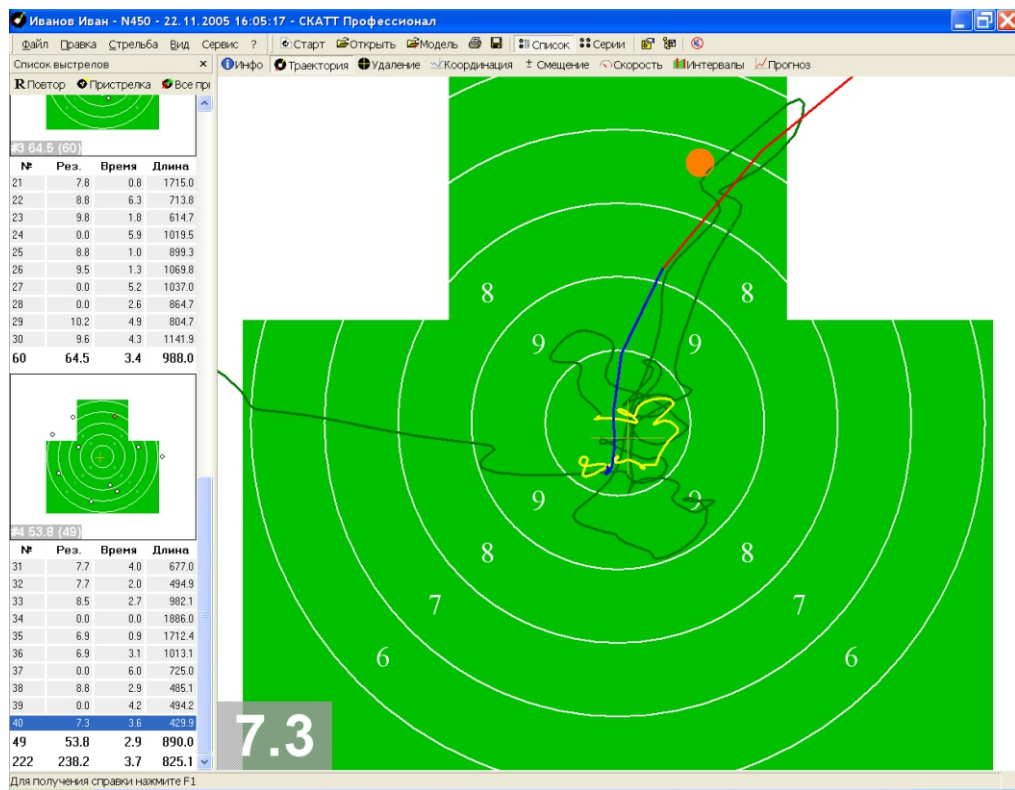 Иванов Иван - N450 - 22.11.2005 16:05:17 - СКАТТ Профессионал
Файл Правка Стрельба Вид Сервис ? Старт Открыть Модель Список Серии
Список выстрелов × Инфо Траектория Удаление Координация Смещение Скорость Интервалы Прогноз
R Повтор Пристрелка Все
#3 64.5 (60)
№ Рез. Время Длина
21 7.8 0.8 1715.0
22 8.8 6.3 713.8
23 9.8 1.8 614.7
24 0.0 5.9 1019.5
25 8.8 1.0 899.3
26 9.5 1.3 1069.8
27 0.0 5.2 1037.0
28 0.0 2.6 864.7
29 10.2 4.9 804.7
30 9.6 4.3 1141.9
60 64.5 3.4 988.0
#4 53.8 (49)
№ Рез. Время Длина
31 7.7 4.0 677.0
32 7.7 2.0 494.9
33 8.5 2.7 982.1
34 0.0 0.0 1886.0
35 6.9 0.9 1712.4
36 6.9 3.1 1013.1
37 0.0 6.0 725.0
38 8.8 2.9 485.1
39 0.0 4.2 494.2
40 7.3 3.6 429.9
49 53.8 2.9 890.0
222 238.2 3.7 825.1
8 8
9 9
9 9
8 8
7 7
6 6
7.3
Для получения справки нажмите F1